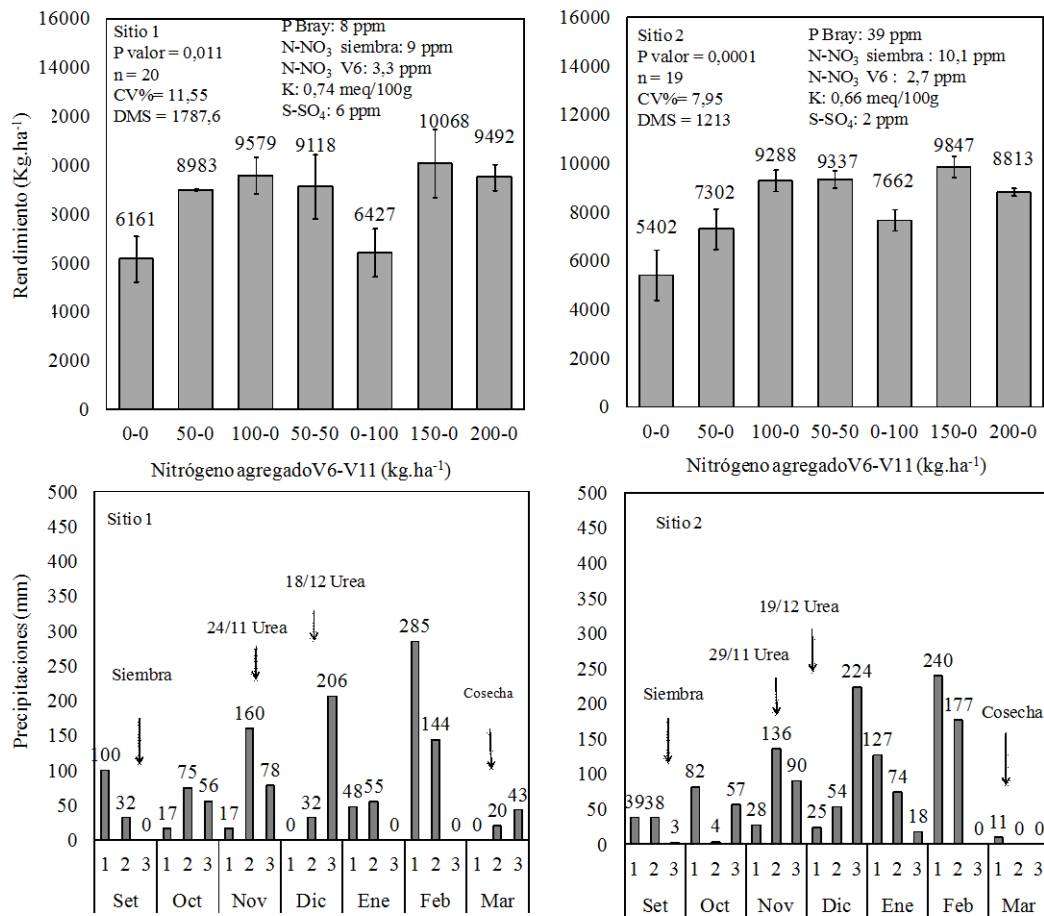 Sitio 1
P valor = 0,011
n = 20
CV%= 11,55
DMS = 1787,6
P Bray: 8 ppm
N-NO3 siembra: 9 ppm
N-NO3 V6: 3,3 ppm
K: 0,74 meq/100g
S-SO4: 6 ppm
Rendimiento (Kg.ha-1)
16000
14000
2000
0000
8000
6000
4000
2000
0
6161
8983
9579
9118
6427
10068
9492
0-0
50-0
100-0
50-50
0-100
150-0
200-0
Nitrógeno agregado V6-V11 (kg.ha-1)
Sitio 2
P valor = 0,0001
n = 19
CV%= 7,95
DMS = 1213
P Bray: 39 ppm
N-NO3 siembra : 10,1 ppm
N-NO3 V6 : 2,7 ppm
K: 0,66 meq/100g
S-SO4: 2 ppm
16000
14000
12000
10000
8000
6000
4000
2000
0
5402
7302
9288
9337
7662
9847
8813
0-0
50-0
100-0
50-50
0-100
150-0
200-0
Nitrógeno agregado V6-V11 (kg.ha-1)
Sitio 1
Precipitaciones (mm)
500
450
400
350
300
250
200
150
100
50
0
Siembra
24/11 Urea
18/12 Urea
Cosecha
100 32 0 17 75 56 17 160 78 0 32 206 48 55 0 285 144 0 0 20 43
1 2 3 1 2 3 1 2 3 1 2 3 1 2 3 1 2 3 1 2 3
Set Oct Nov Dic Ene Feb Mar
Sitio 2
500
450
400
350
300
250
200
150
100
50
0
Siembra
29/11 Urea
19/12 Urea
Cosecha
39 38 3 82 4 57 28 136 90 25 54 224 127 74 18 240 177 0 11 0 0
1 2 3 1 2 3 1 2 3 1 2 3 1 2 3 1 2 3 1 2 3
Set Oct Nov Dic Ene Feb Mar